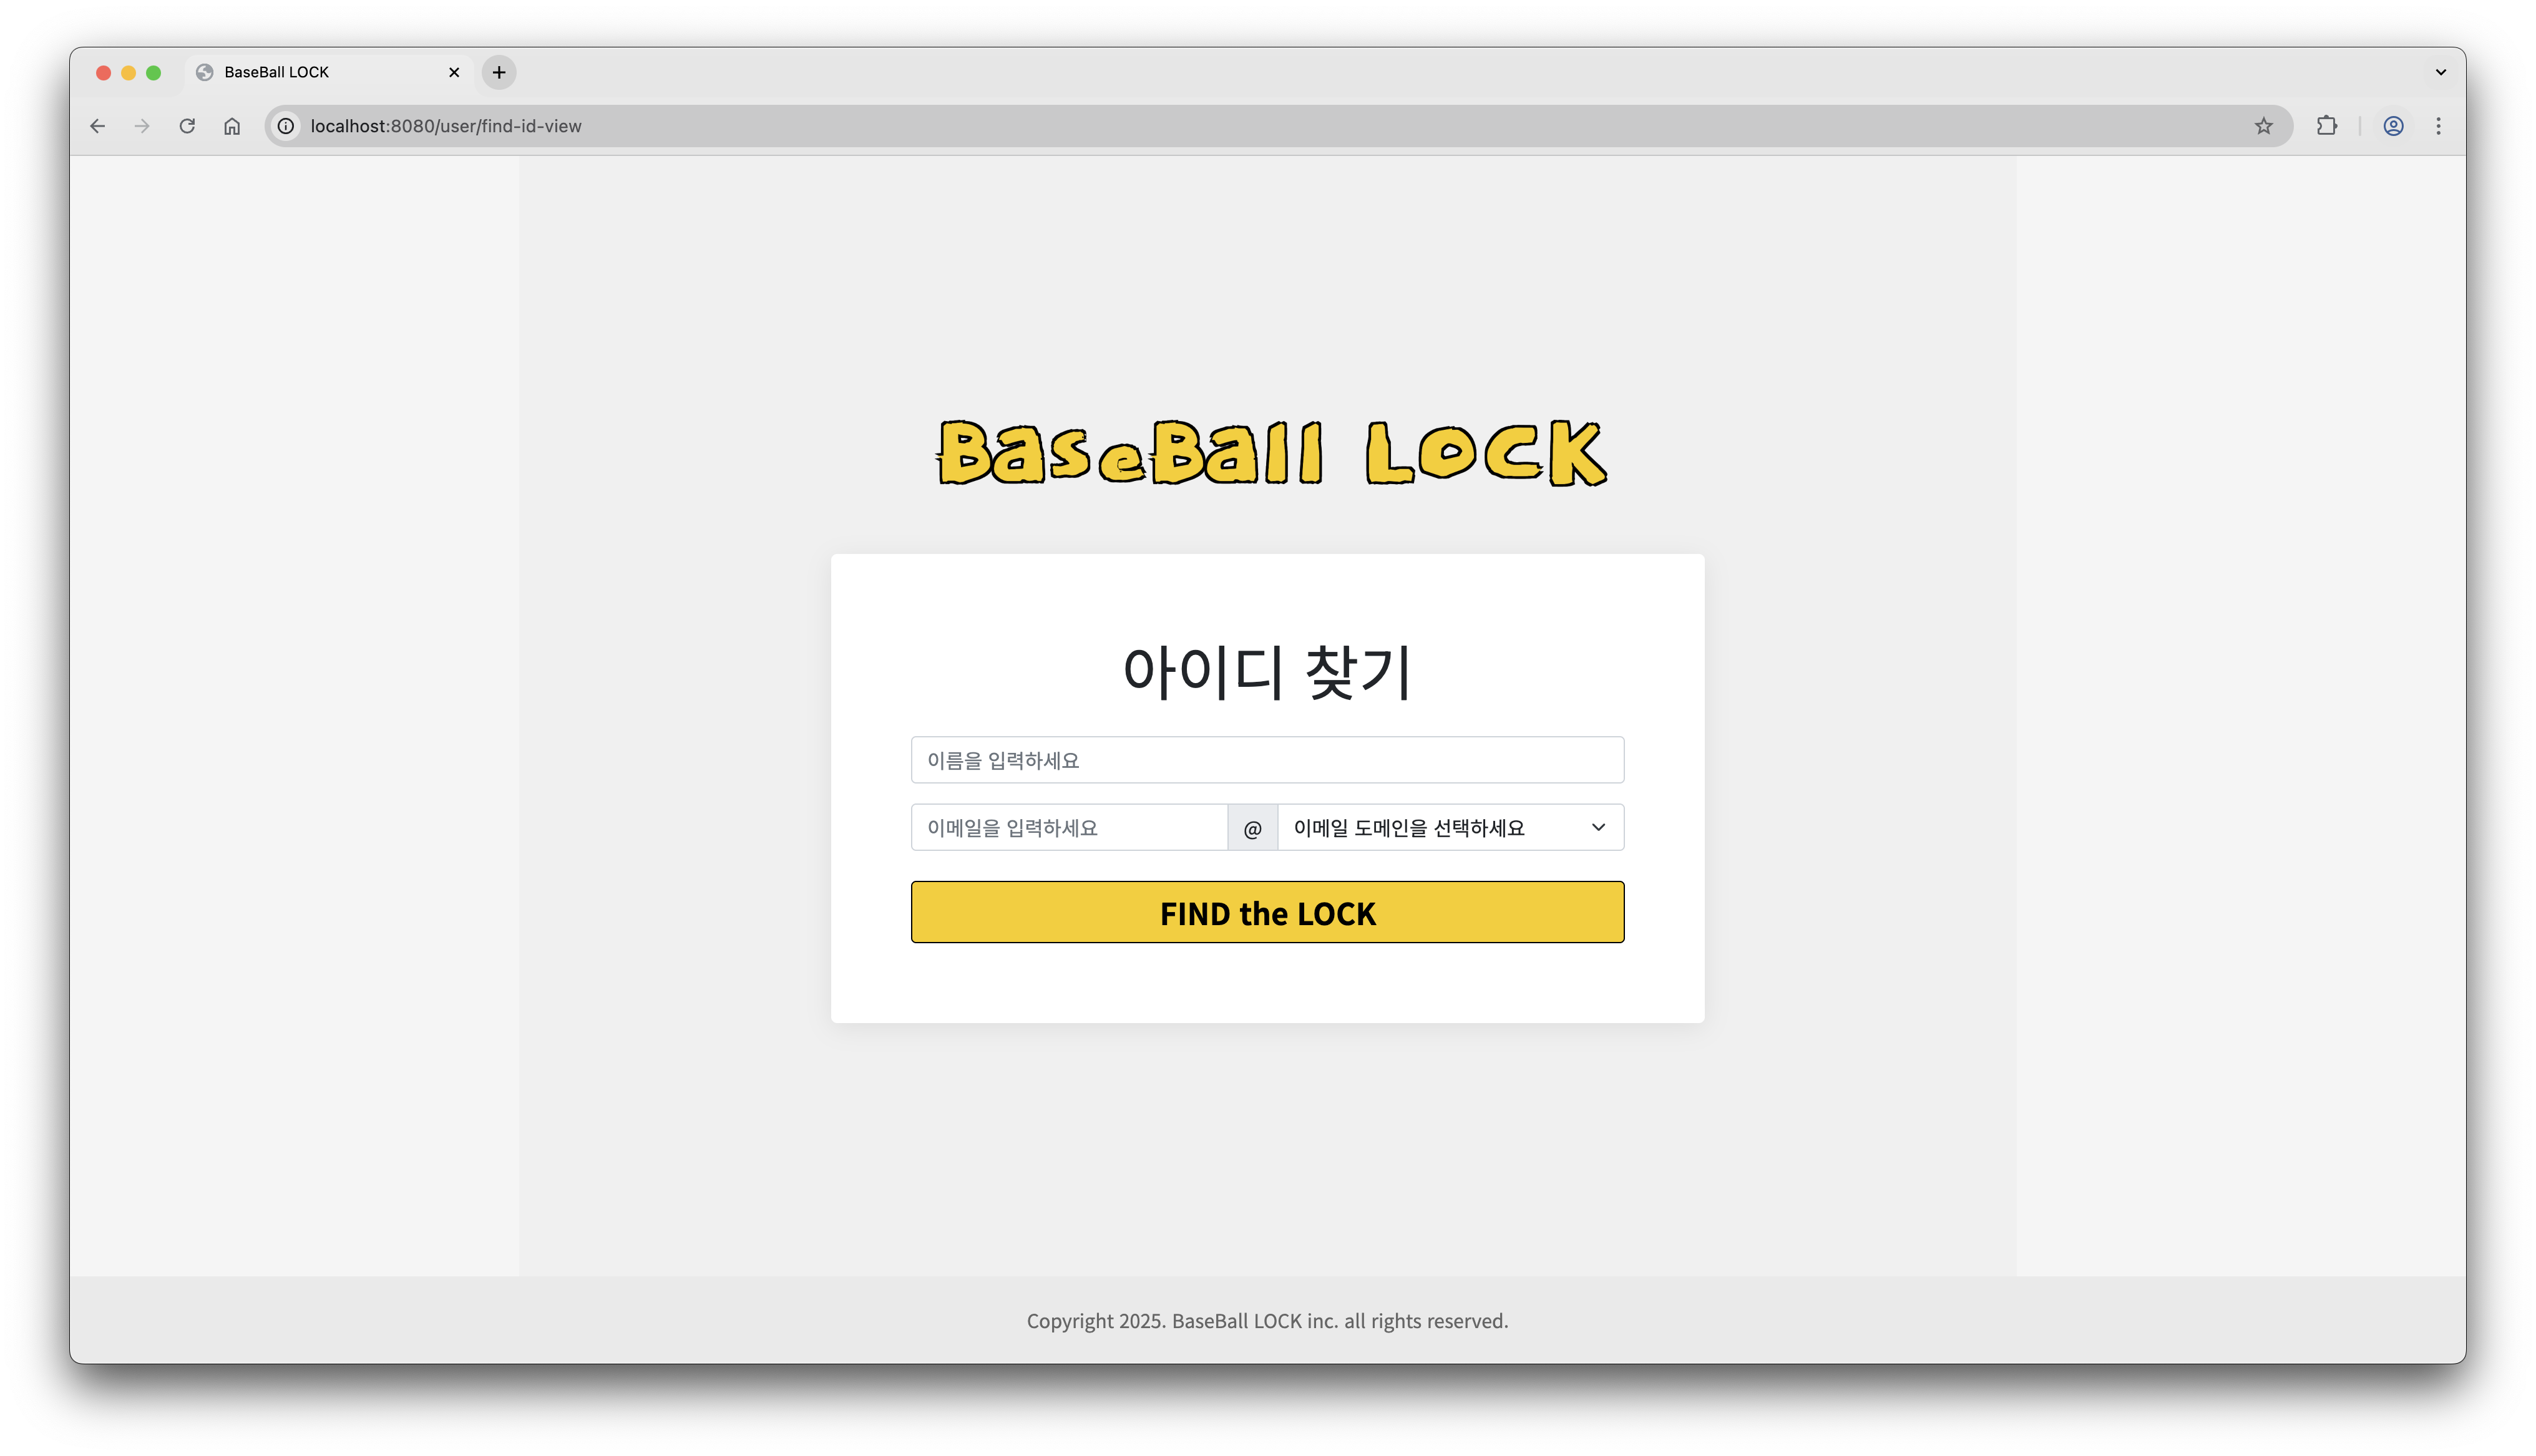 BaseBall LOCK
localhost:8080/user/find-id-view
BaseBall LOCK
아이디 찾기
이름을 입력하세요
이메일을 입력하세요 @ 이메일 도메인을 선택하세요
FIND the LOCK
Copyright 2025. BaseBall LOCK inc. all rights reserved.